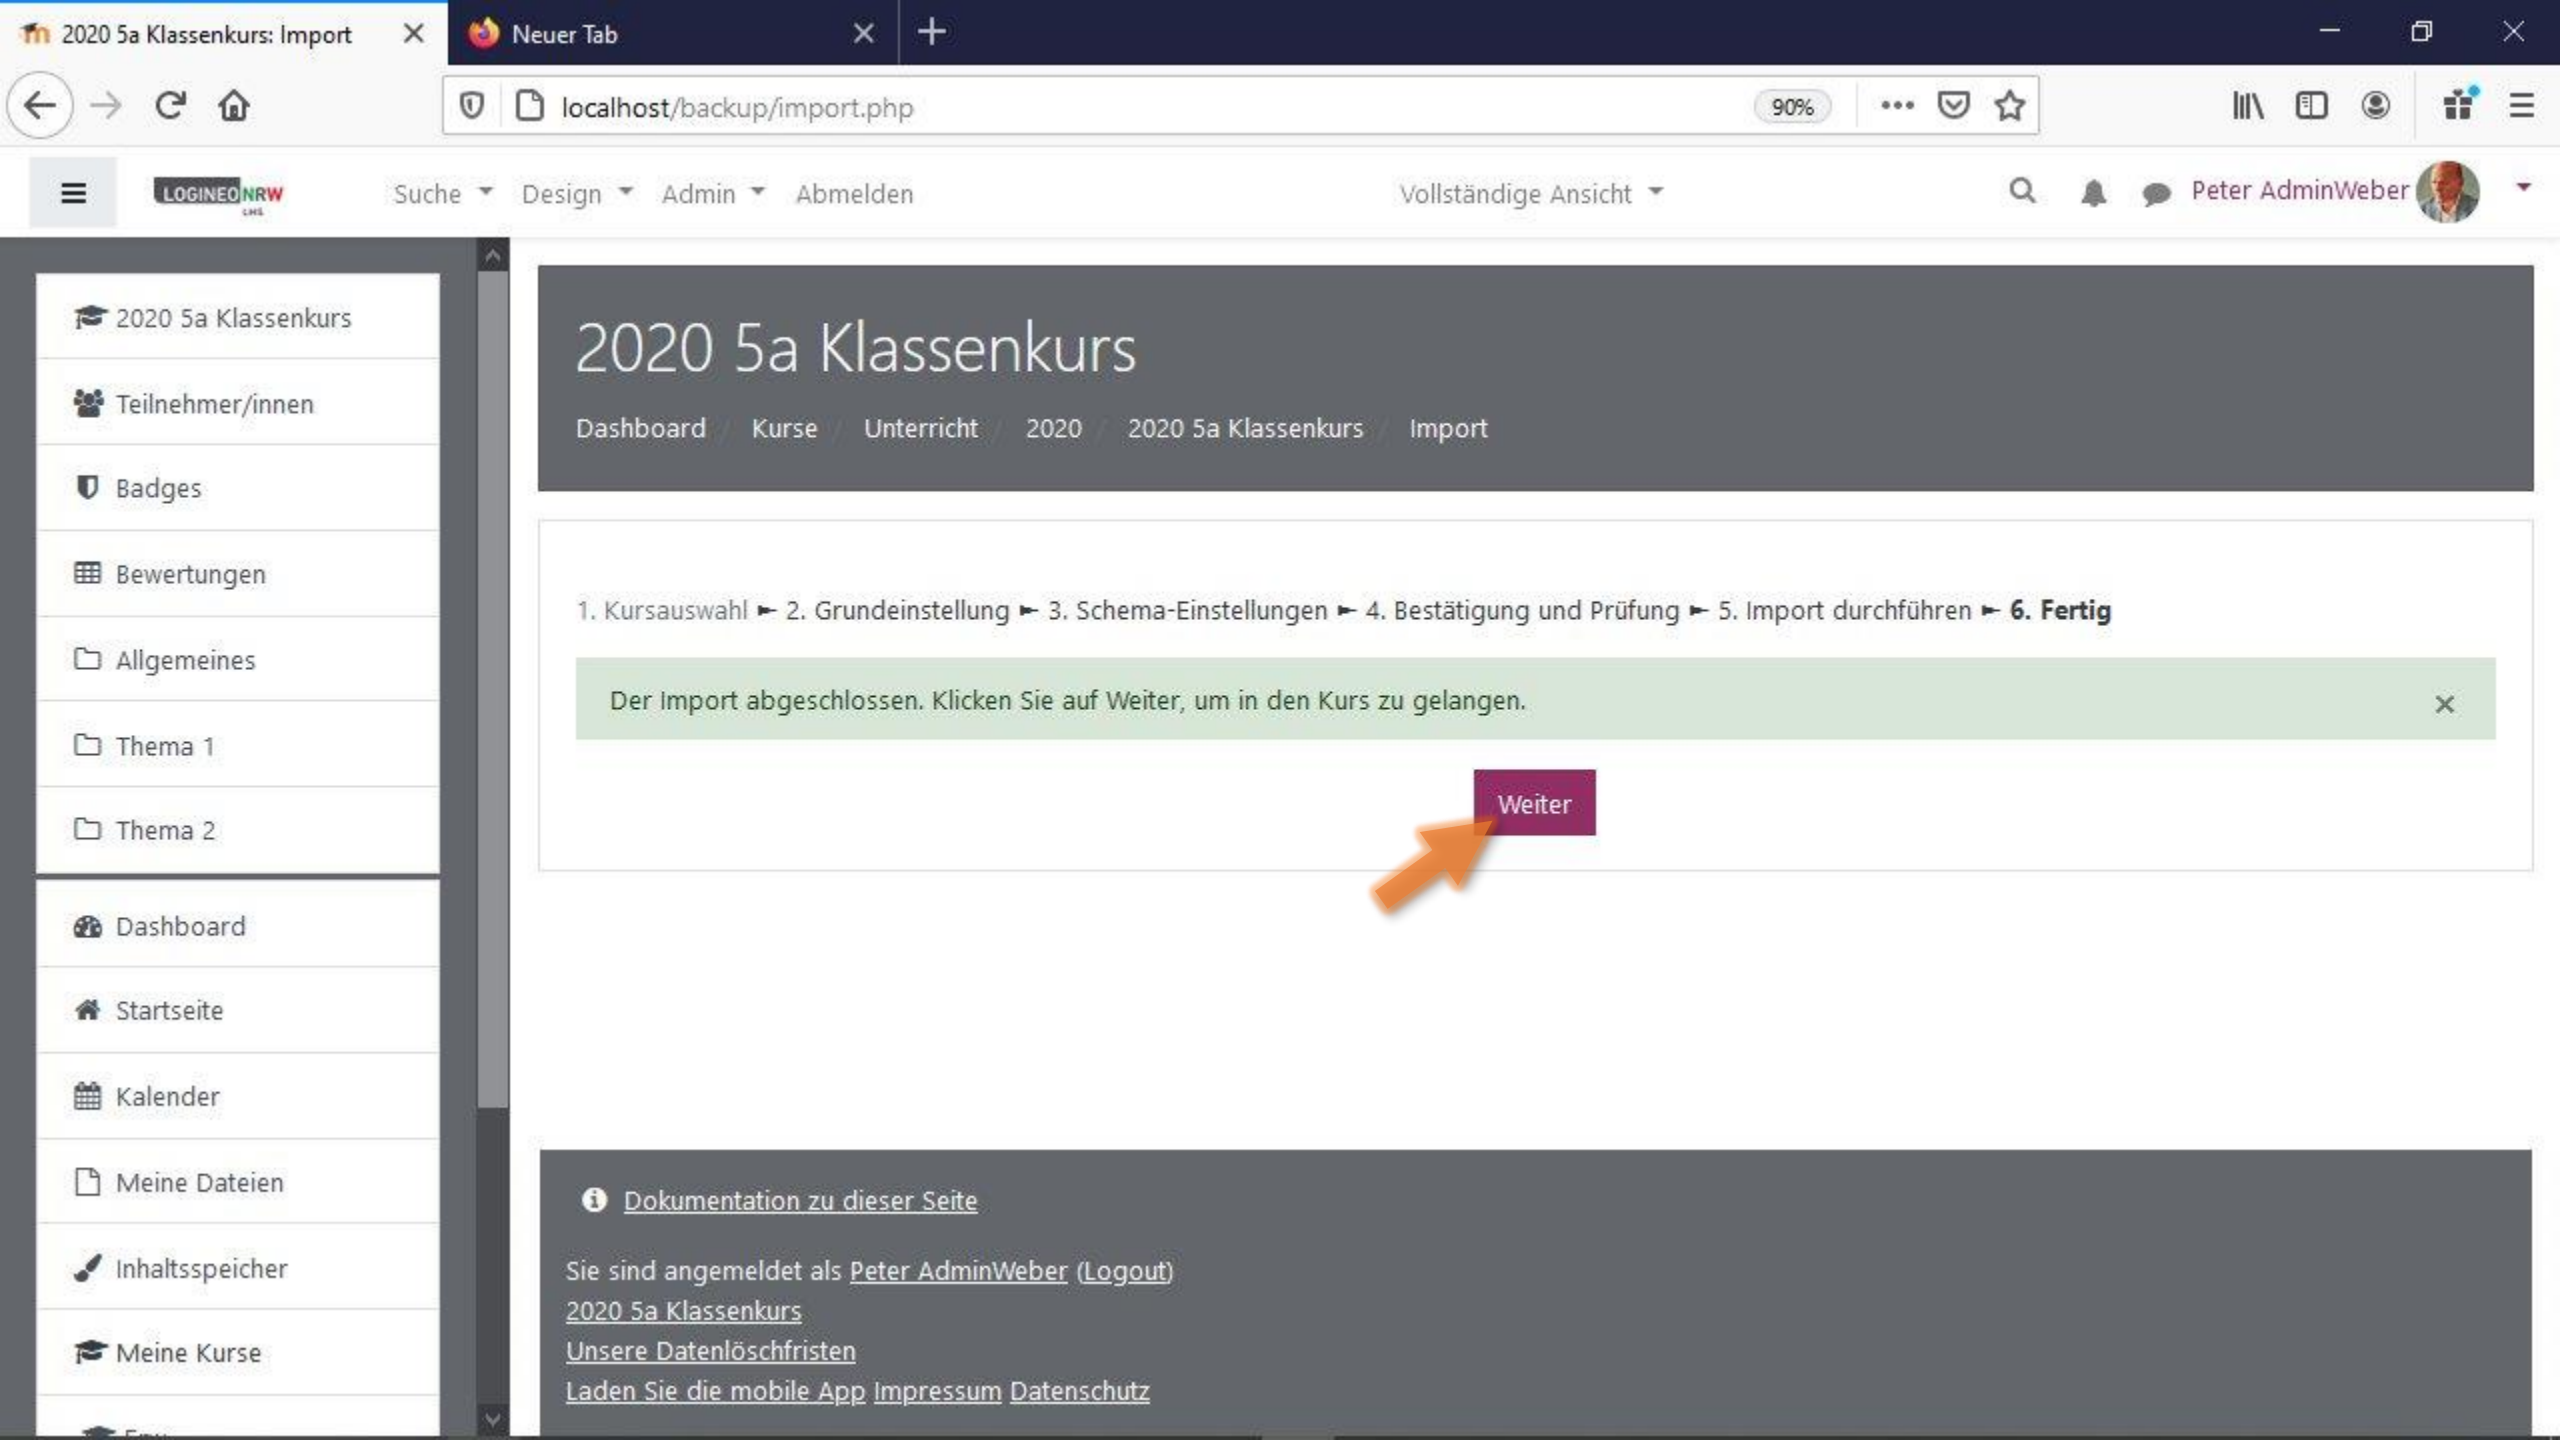 2020 5a Klassenkurs: Import
Neuer Tab
localhost/backup/import.php
90%
LOGINEO NRW
LMS
Suche
Design
Admin
Abmelden
Vollständige Ansicht
Peter AdminWeber
2020 5a Klassenkurs
Teilnehmer/innen
Badges
Bewertungen
Allgemeines
Thema 1
Thema 2
Dashboard
Startseite
Kalender
Meine Dateien
Inhaltsspeicher
Meine Kurse
2020 5a Klassenkurs
Dashboard / Kurse / Unterricht / 2020 / 2020 5a Klassenkurs / Import
1. Kursauswahl ► 2. Grundeinstellung ► 3. Schema-Einstellungen ► 4. Bestätigung und Prüfung ► 5. Import durchführen ► 6. Fertig
Der Import abgeschlossen. Klicken Sie auf Weiter, um in den Kurs zu gelangen.
Weiter
Dokumentation zu dieser Seite
Sie sind angemeldet als Peter AdminWeber (Logout)
2020 5a Klassenkurs
Unsere Datenlöschfristen
Laden Sie die mobile App Impressum Datenschutz